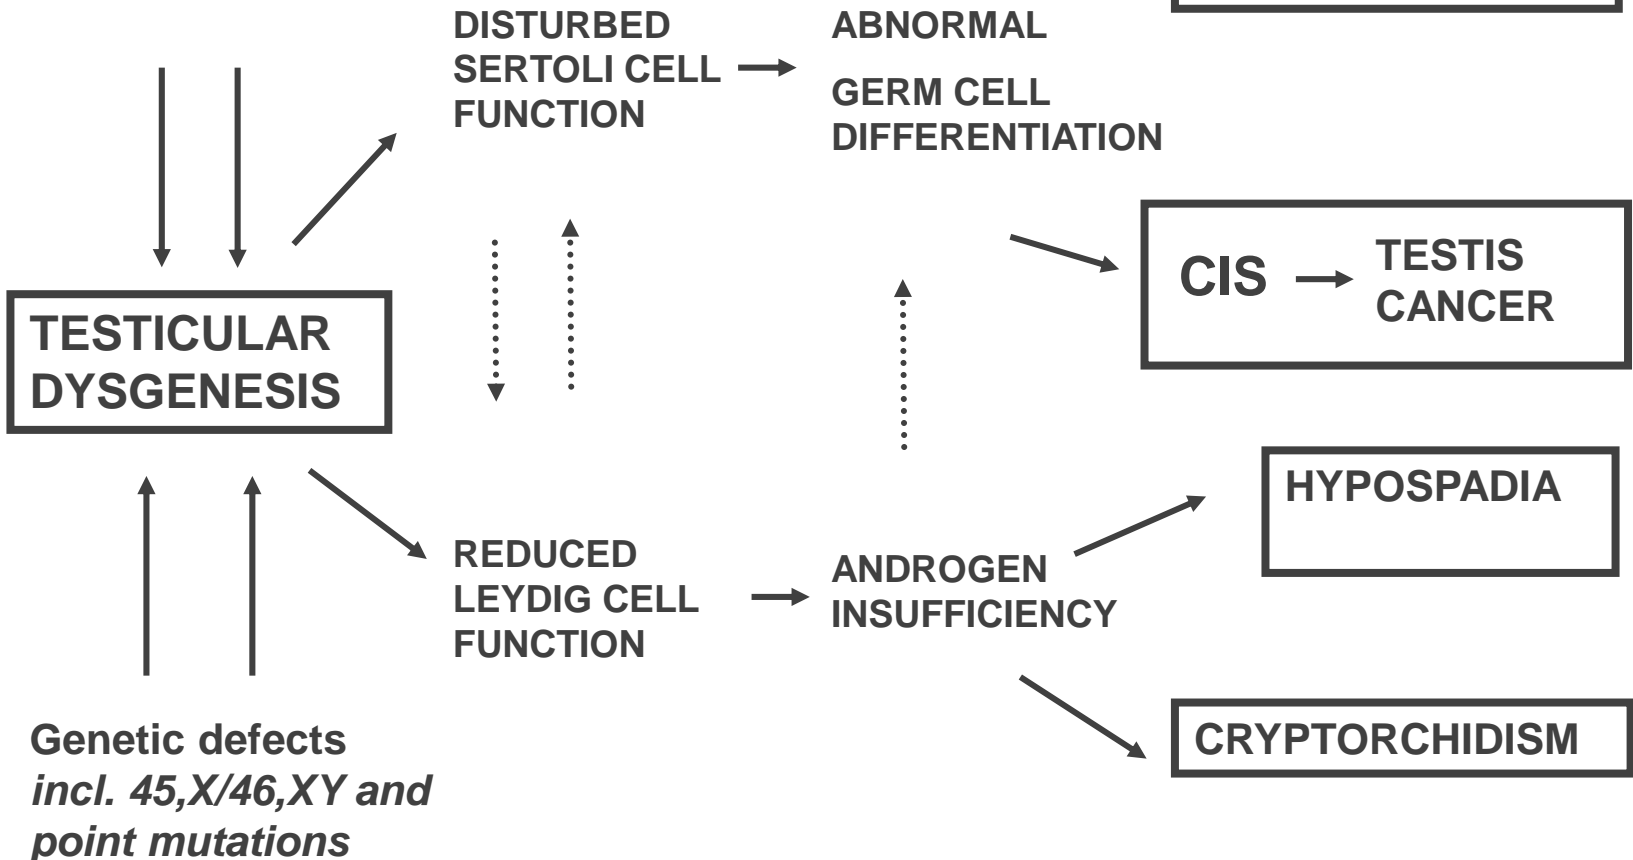 DISTURBED
SERTOLI CELL
FUNCTION
ABNORMAL
GERM CELL
DIFFERENTIATION
TESTICULAR
DYSGENESIS
CIS
TESTIS
CANCER
HYPOSPADIA
REDUCED
LEYDIG CELL
FUNCTION
ANDROGEN
INSUFFICIENCY
CRYPTORCHIDISM
Genetic defects
incl. 45,X/46,XY and
point mutations